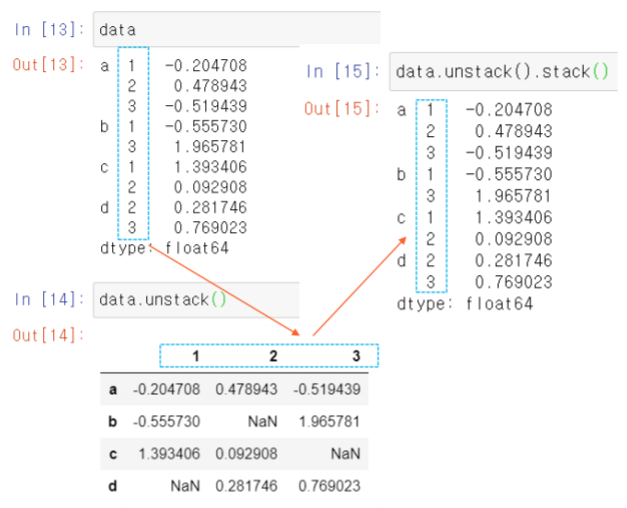 In [13]: data
Out[13]: a 1 -0.204708
2 0.478943
3 -0.519439
b 1 -0.555730
3 1.965781
c 1 1.393406
2 0.092908
d 2 0.281746
3 0.769023
dtype: float64
In [15]: data.unstack().stack()
Out[15]: a 1 -0.204708
2 0.478943
3 -0.519439
b 1 -0.555730
3 1.965781
c 1 1.393406
2 0.092908
d 2 0.281746
3 0.769023
dtype: float64
In [14]: data.unstack()
Out[14]:
1 2 3
a -0.204708 0.478943 -0.519439
b -0.555730 NaN 1.965781
c 1.393406 0.092908 NaN
d NaN 0.281746 0.769023